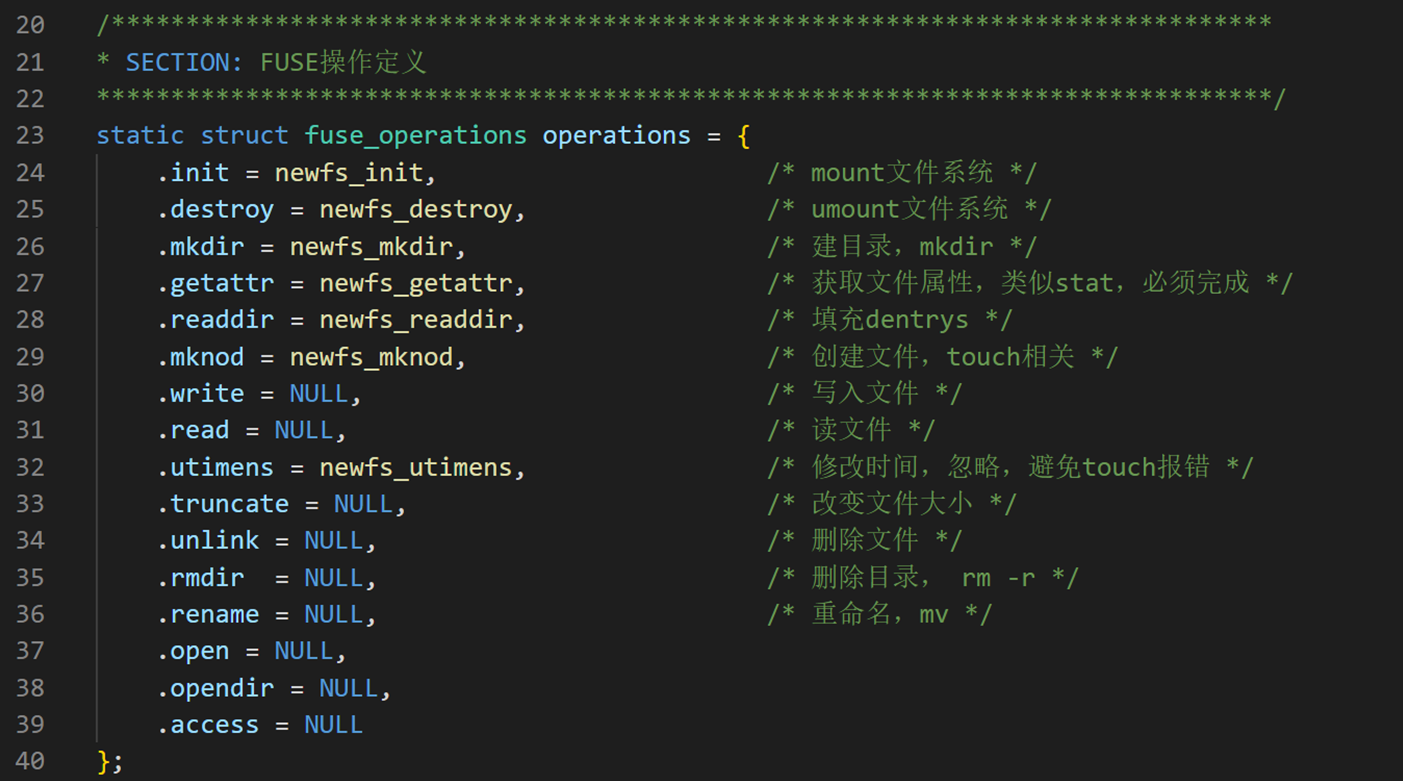 20 /******************************************************************************
21 * SECTION: FUSE操作定义
22 *******************************************************************************/
23 static struct fuse_operations operations = {
24 .init = newfs_init, /* mount文件系统 */
25 .destroy = newfs_destroy, /* umount文件系统 */
26 .mkdir = newfs_mkdir, /* 建目录，mkdir */
27 .getattr = newfs_getattr, /* 获取文件属性，类似stat，必须完成 */
28 .readdir = newfs_readdir, /* 填充dentrys */
29 .mknod = newfs_mknod, /* 创建文件，touch相关 */
30 .write = NULL, /* 写入文件 */
31 .read = NULL, /* 读文件 */
32 .utimens = newfs_utimens, /* 修改时间，忽略，避免touch报错 */
33 .truncate = NULL, /* 改变文件大小 */
34 .unlink = NULL, /* 删除文件 */
35 .rmdir  = NULL, /* 删除目录， rm -r */
36 .rename = NULL, /* 重命名，mv */
37 .open = NULL,
38 .opendir = NULL,
39 .access = NULL
40 };